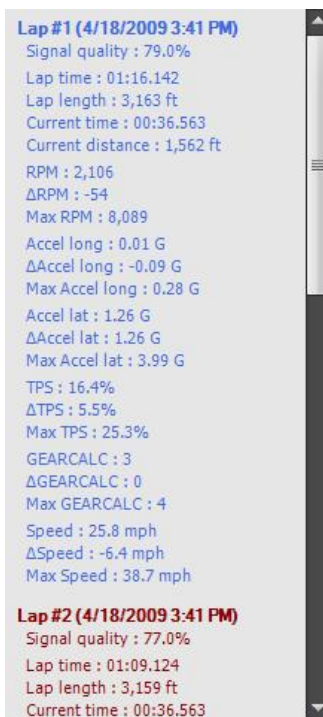 Lap #1 (4/18/2009 3:41 PM)
Signal quality : 79.0%
Lap time : 01:16.142
Lap length : 3,163 ft
Current time : 00:36.563
Current distance : 1,562 ft
RPM : 2,106
ΔRPM : -54
Max RPM : 8,089
Accel long : 0.01 G
ΔAccel long : -0.09 G
Max Accel long : 0.28 G
Accel lat : 1.26 G
ΔAccel lat : 1.26 G
Max Accel lat : 3.99 G
TPS : 16.4%
ΔTPS : 5.5%
Max TPS : 25.3%
GEARCALC : 3
ΔGEARCALC : 0
Max GEARCALC : 4
Speed : 25.8 mph
ΔSpeed : -6.4 mph
Max Speed : 38.7 mph
Lap #2 (4/18/2009 3:41 PM)
Signal quality : 77.0%
Lap time : 01:09.124
Lap length : 3,159 ft
Current time : 00:36.563